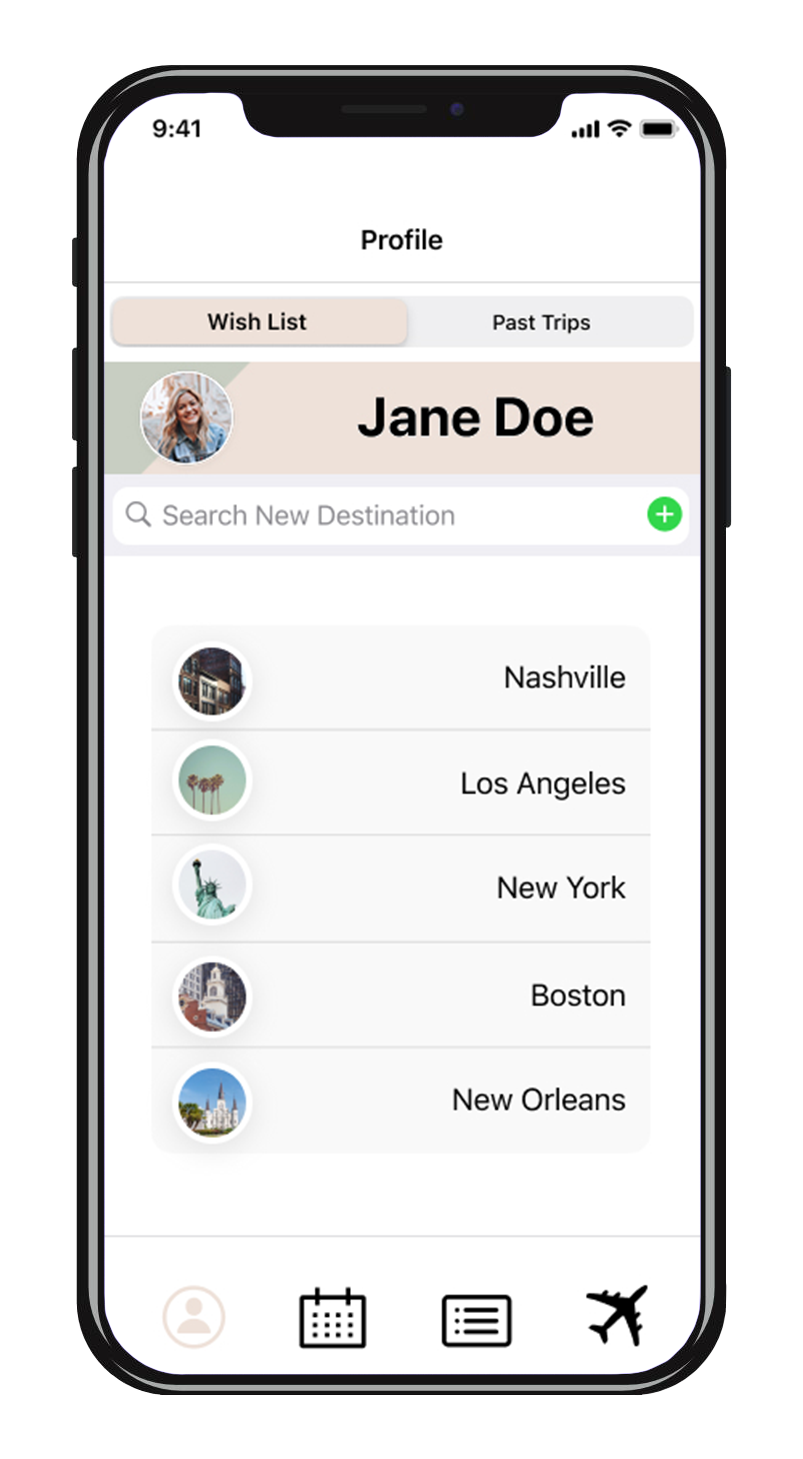 9:41
Profile
Wish List
Past Trips
Jane Doe
Search New Destination
Nashville
Los Angeles
New York
Boston
New Orleans